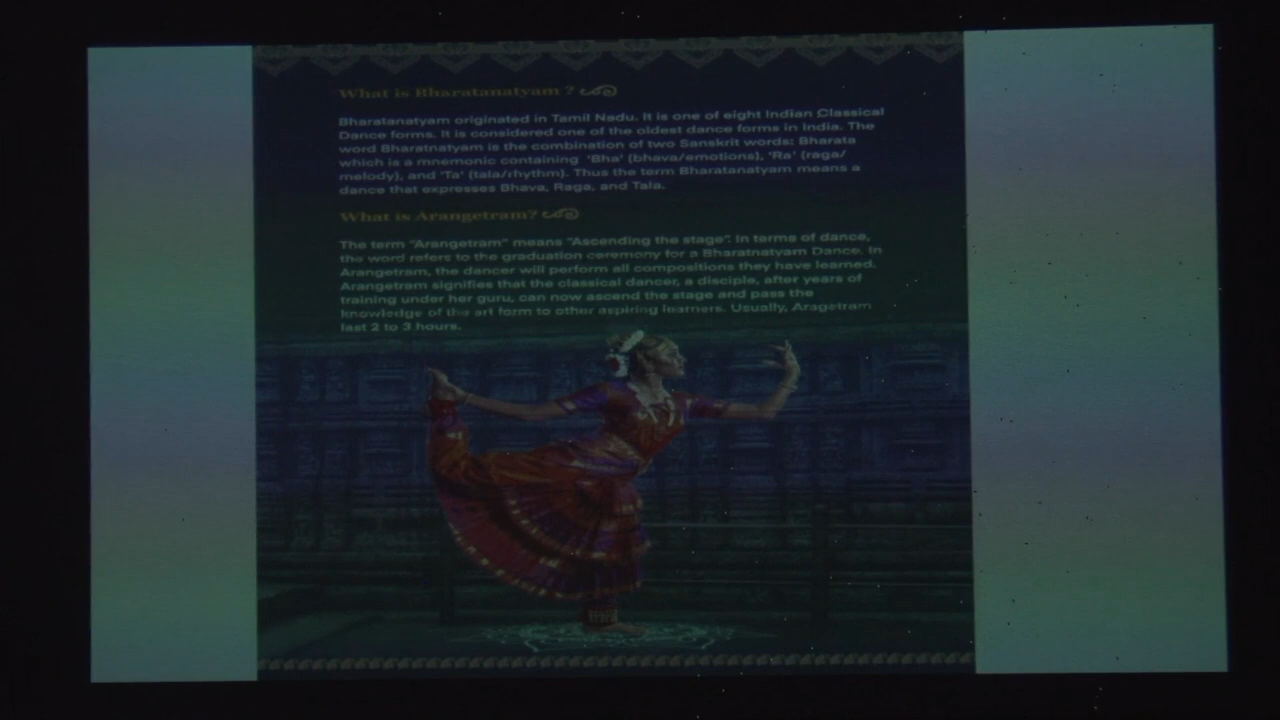 What is Bharatanatyam ?
Bharatanatyam originated in Tamil Nadu. It is one of eight Indian Classical
Dance forms. It is considered one of the oldest dance forms in India. The
word Bharatnatyam is the combination of two Sanskrit words: Bharata
which is a mnemonic containing 'Bha' (bhava/emotions), 'Ra' (raga/
melody), and 'Ta' (tala/rhythm). Thus the term Bharatanatyam means a
dance that expresses Bhava, Raga, and Tala.
What is Arangetram?
The term "Arangetram" means "Ascending the stage". In terms of dance,
the word refers to the graduation ceremony for a Bharatnatyam Dance. In
Arangetram, the dancer will perform all compositions they have learned.
Arangetram signifies that the classical dancer, a disciple, after years of
training under her guru, can now ascend the stage and pass the
knowledge of the art form to other aspiring learners. Usually, Aragetram
last 2 to 3 hours.